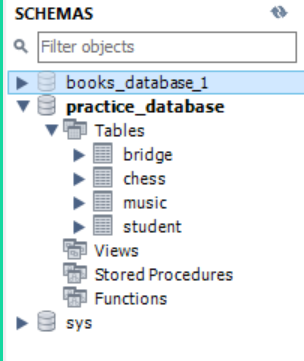 SCHEMAS
Filter objects
books_database_1
practice_database
Tables
bridge
chess
music
student
Views
Stored Procedures
Functions
sys